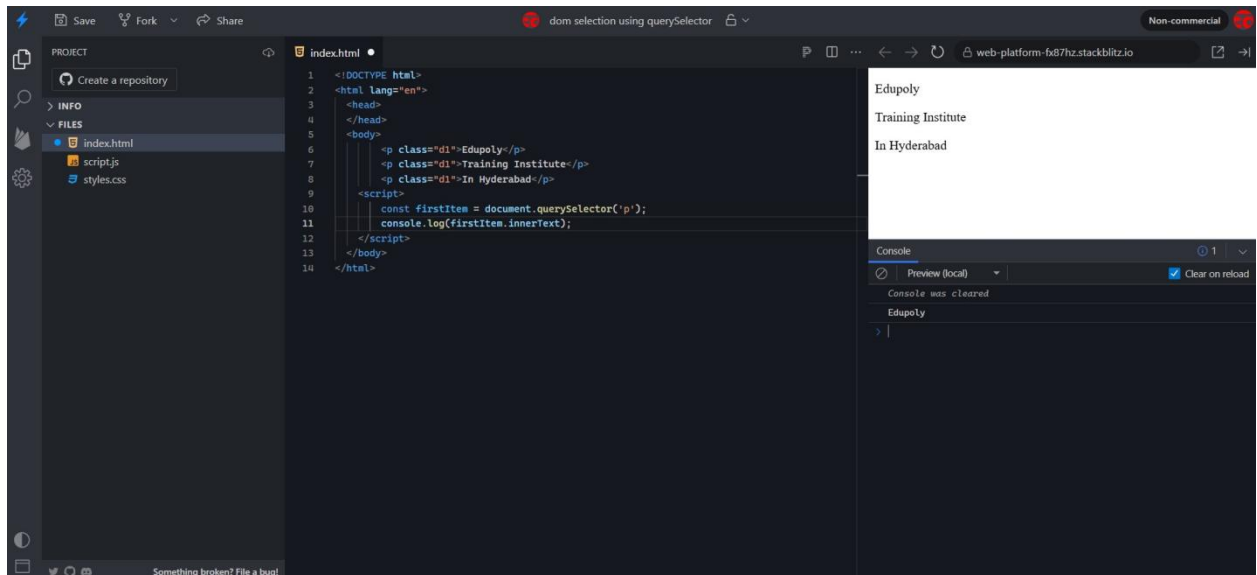 Save Fork Share dom selection using querySelector Non-commercial
PROJECT
Create a repository
INFO
FILES
index.html
script.js
styles.css
Something broken? File a bug!
index.html
1 <!DOCTYPE html>
2 <html lang="en">
3 <head>
4 </head>
5 <body>
6 <p class="d1">Edupoly</p>
7 <p class="d1">Training Institute</p>
8 <p class="d1">In Hyderabad</p>
9 <script>
10 const firstItem = document.querySelector('p');
11 console.log(firstItem.innerText);
12 </script>
13 </body>
14 </html>
web-platform-fx87hz.stackblitz.io
Edupoly
Training Institute
In Hyderabad
Console 1
Preview (local) Clear on reload
Console was cleared
Edupoly